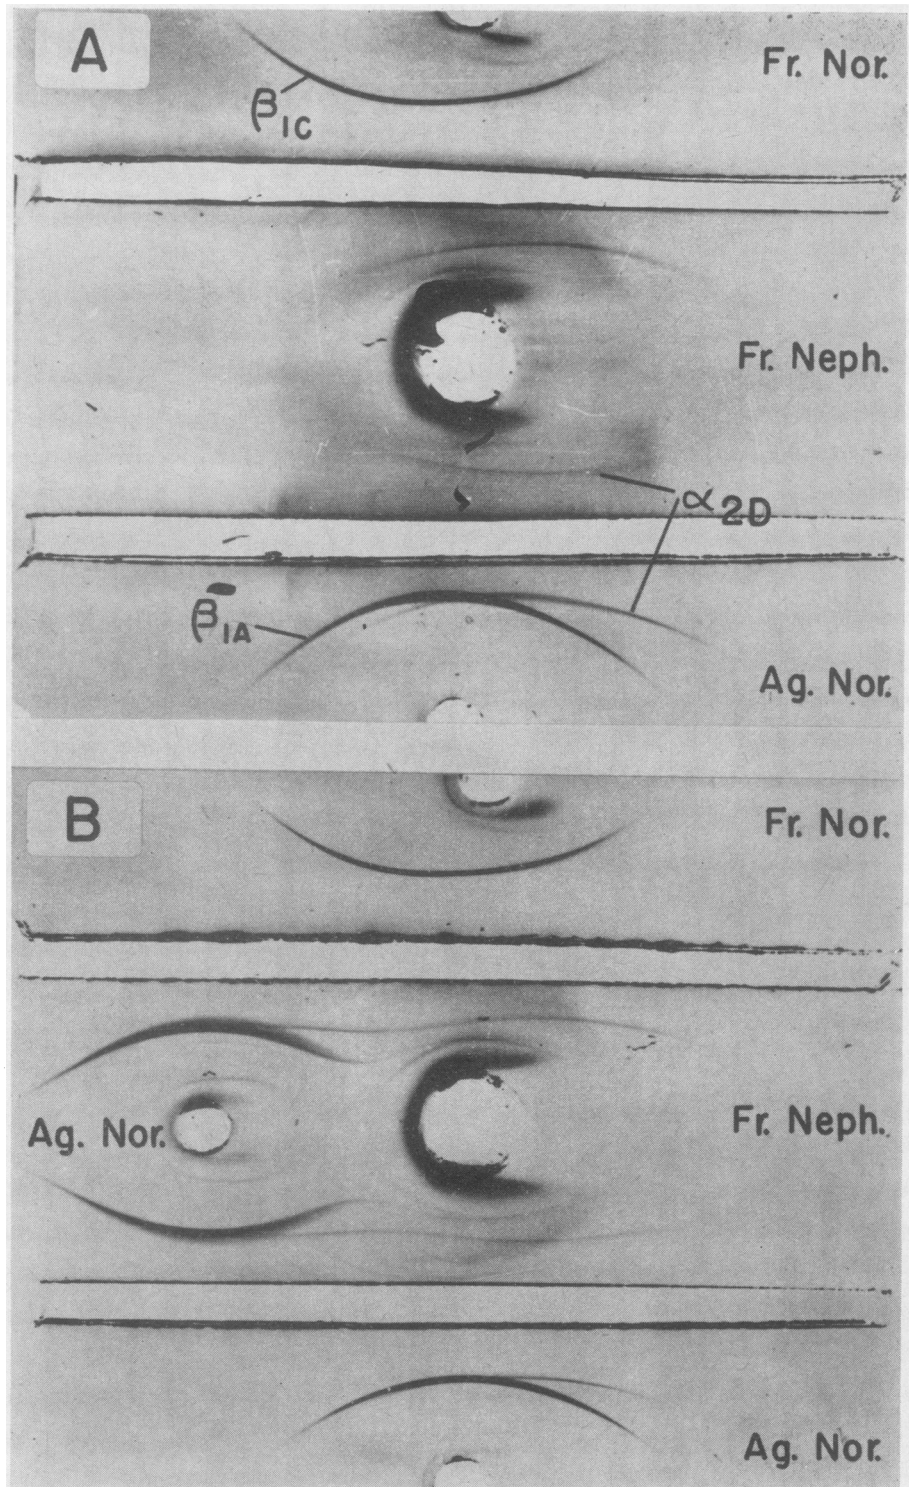 A
Fr. Nor.
β1C
Fr. Neph.
α2D
β1A
Ag. Nor.
B
Fr. Nor.
Ag. Nor.
Fr. Neph.
Ag. Nor.